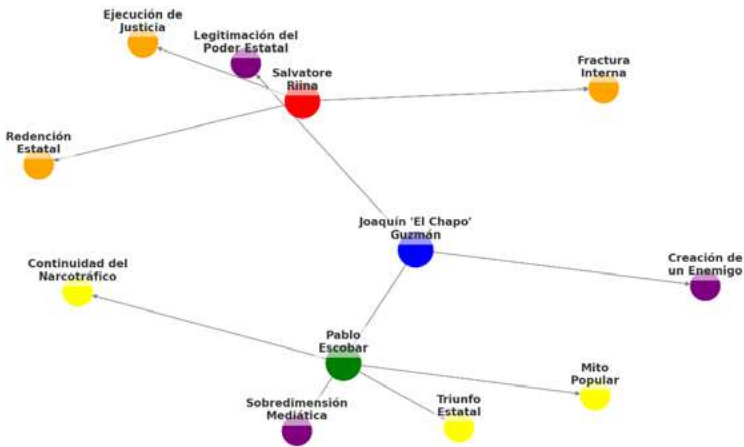 Ejecución de
Justicia
Legitimación del
Poder Estatal
Salvatore
Riina
Fractura
Interna
Redención
Estatal
Joaquín 'El Chapo'
Guzmán
Continuidad del
Narcotráfico
Creación de
un Enemigo
Pablo
Escobar
Mito
Popular
Sobredimensión
Mediática
Triunfo
Estatal